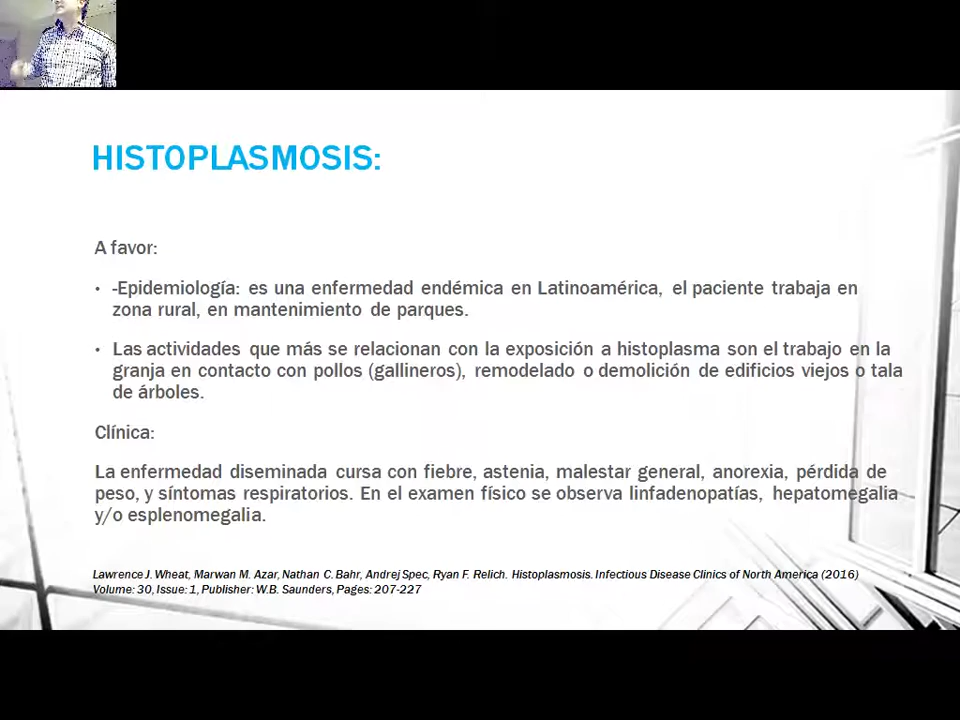 HISTOPLASMOSIS:
A favor:
• -Epidemiología: es una enfermedad endémica en Latinoamérica, el paciente trabaja en
zona rural, en mantenimiento de parques.
• Las actividades que más se relacionan con la exposición a histoplasma son el trabajo en la
granja en contacto con pollos (gallineros), remodelado o demolición de edificios viejos o tala
de árboles.
Clínica:
La enfermedad diseminada cursa con fiebre, astenia, malestar general, anorexia, pérdida de
peso, y síntomas respiratorios. En el examen físico se observa linfadenopatías, hepatomegalia
y/o esplenomegalia.
Lawrence J. Wheat, Marwan M. Azar, Nathan C. Bahr, Andrej Spec, Ryan F. Relich. Histoplasmosis. Infectious Disease Clinics of North America (2016)
Volume: 30, Issue: 1, Publisher: W.B. Saunders, Pages: 207-227